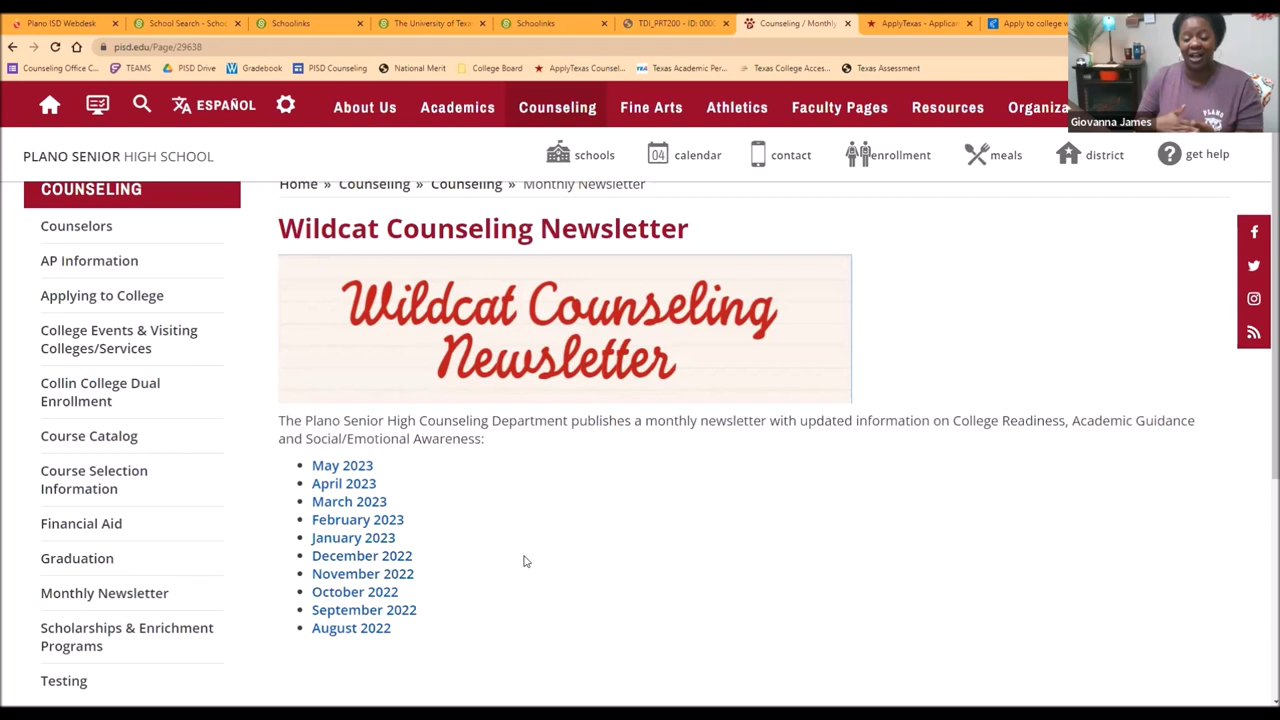 Plano ISD Webdesk
School Search - Schoo
Schoolinks
The University of Texa
Schoolinks
TDI_PRT200 - ID: 0000
Counseling / Monthly
ApplyTexas - Applican
Apply to college w
pisd.edu/Page/29638
Counseling Office C...
TEAMS
PISD Drive
Gradebook
PISD Counseling
National Merit
College Board
ApplyTexas Counsel...
Texas Academic Per...
Texas College Acces...
Texas Assessment
ESPAÑOL
About Us
Academics
Counseling
Fine Arts
Athletics
Faculty Pages
Resources
Organiza
Giovanna James
PLANO SENIOR HIGH SCHOOL
schools
04
calendar
contact
enrollment
meals
district
get help
COUNSELING
Counselors
AP Information
Applying to College
College Events & Visiting
Colleges/Services
Collin College Dual
Enrollment
Course Catalog
Course Selection
Information
Financial Aid
Graduation
Monthly Newsletter
Scholarships & Enrichment
Programs
Testing
Home » Counseling » Counseling » Monthly Newsletter
Wildcat Counseling Newsletter
Wildcat Counseling
Newsletter
The Plano Senior High Counseling Department publishes a monthly newsletter with updated information on College Readiness, Academic Guidance
and Social/Emotional Awareness:
May 2023
April 2023
March 2023
February 2023
January 2023
December 2022
November 2022
October 2022
September 2022
August 2022
PLANO